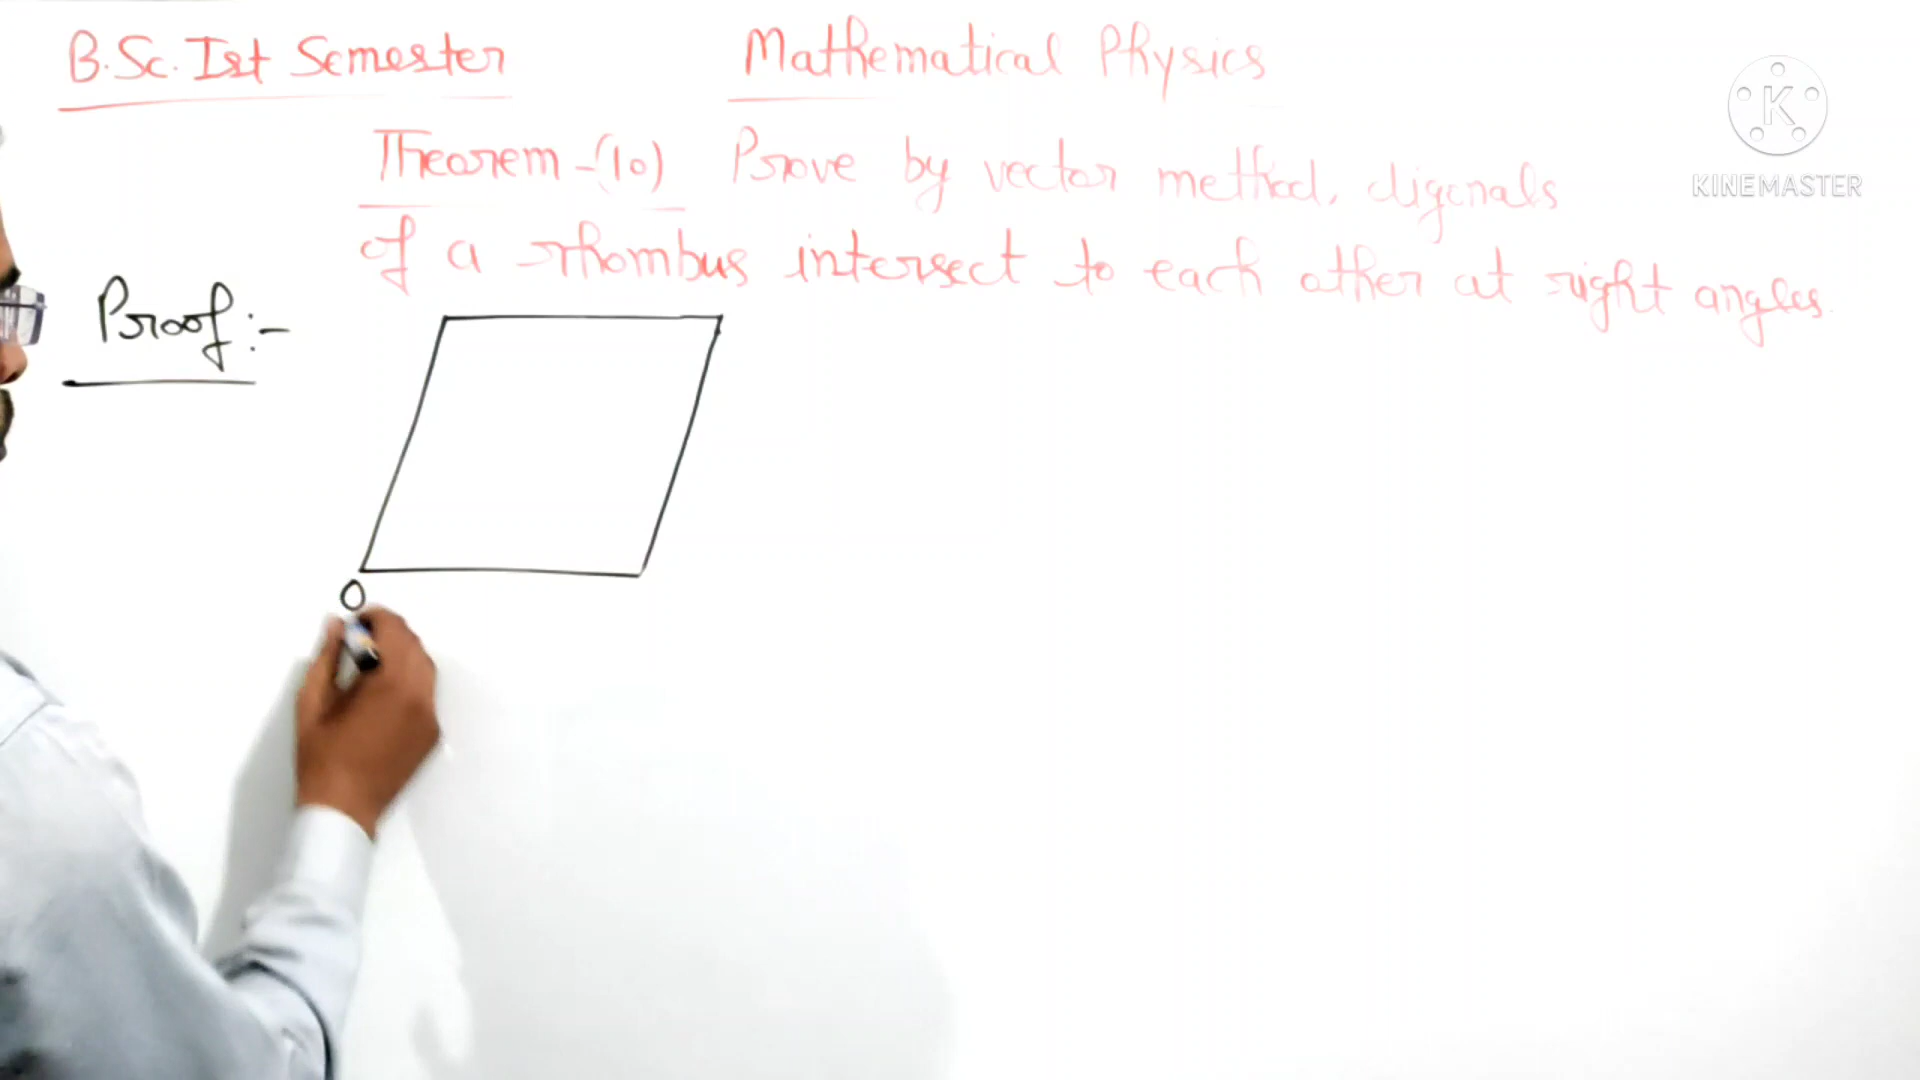 B.Sc. Ist Semester Mathematical Physics
K
KINEMASTER
Theorem-(10) Prove by vector method, digonals
of a rhombus intersect to each other at right angles.
Proof:-
O